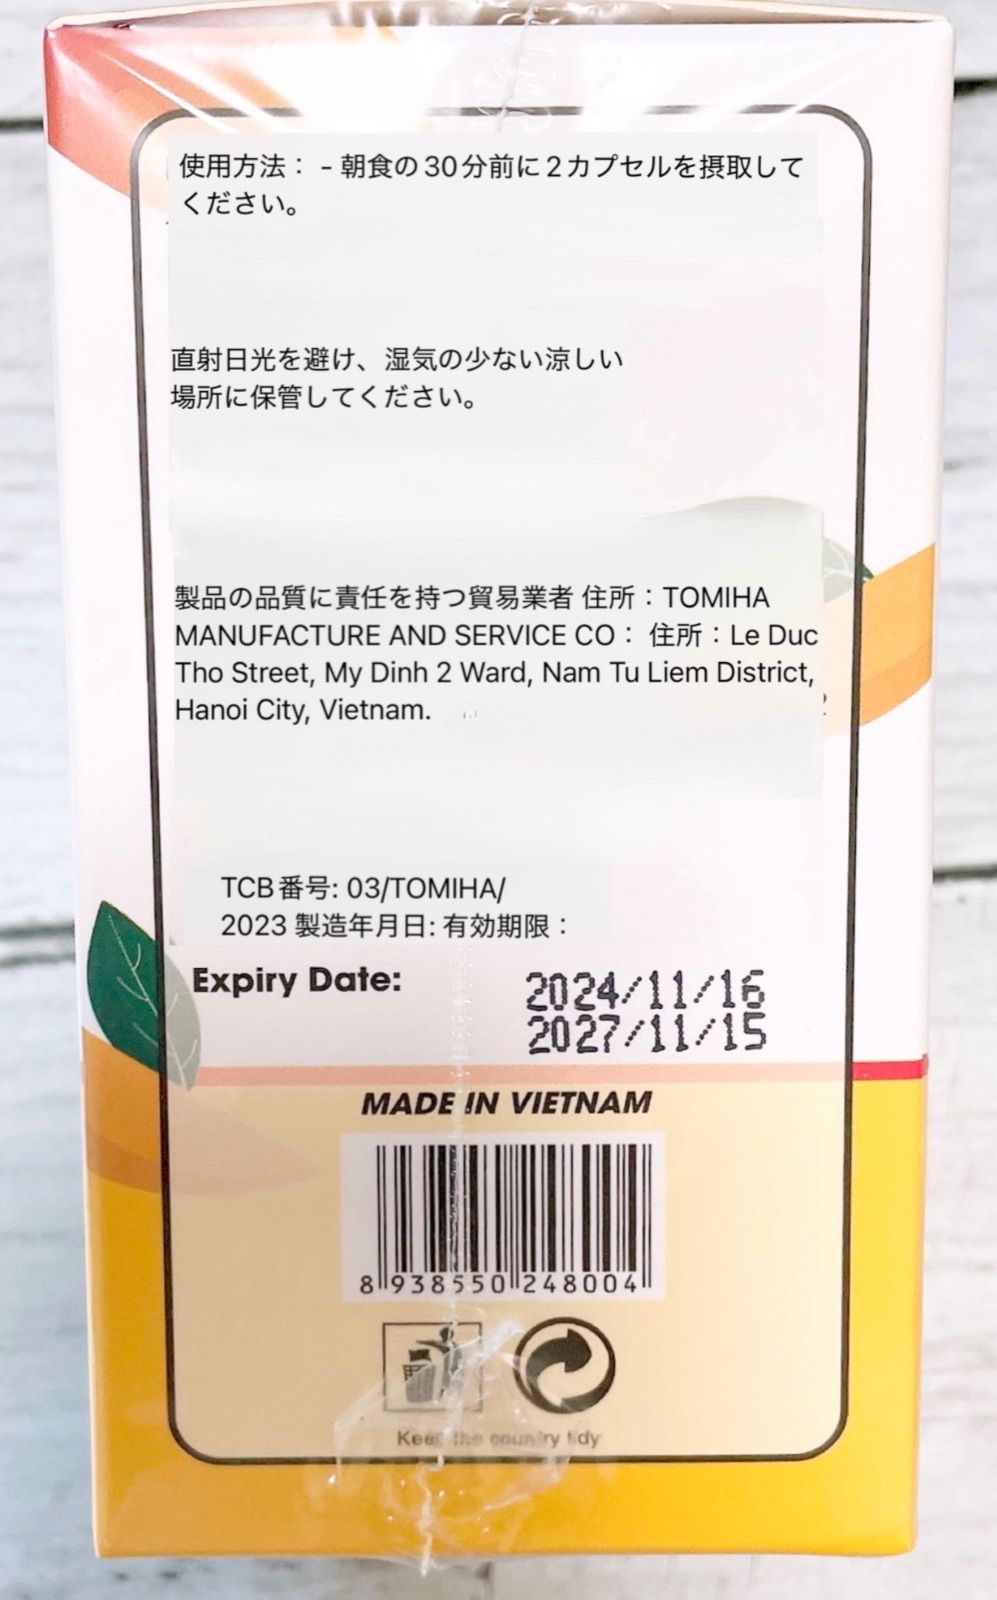 使用方法： - 朝食の30分前に2カプセルを摂取して
ください。
直射日光を避け、湿気の少ない涼しい
場所に保管してください。
製品の品質に責任を持つ貿易業者 住所：TOMIHA
MANUFACTURE AND SERVICE CO： 住所：Le Duc
Tho Street, My Dinh 2 Ward, Nam Tu Liem District,
Hanoi City, Vietnam.
TCB番号: 03/TOMIHA/
2023 製造年月日: 有効期限：
Expiry Date:
2024/11/16
2027/11/15
MADE IN VIETNAM
8 938550 248004
Keep the country tidy